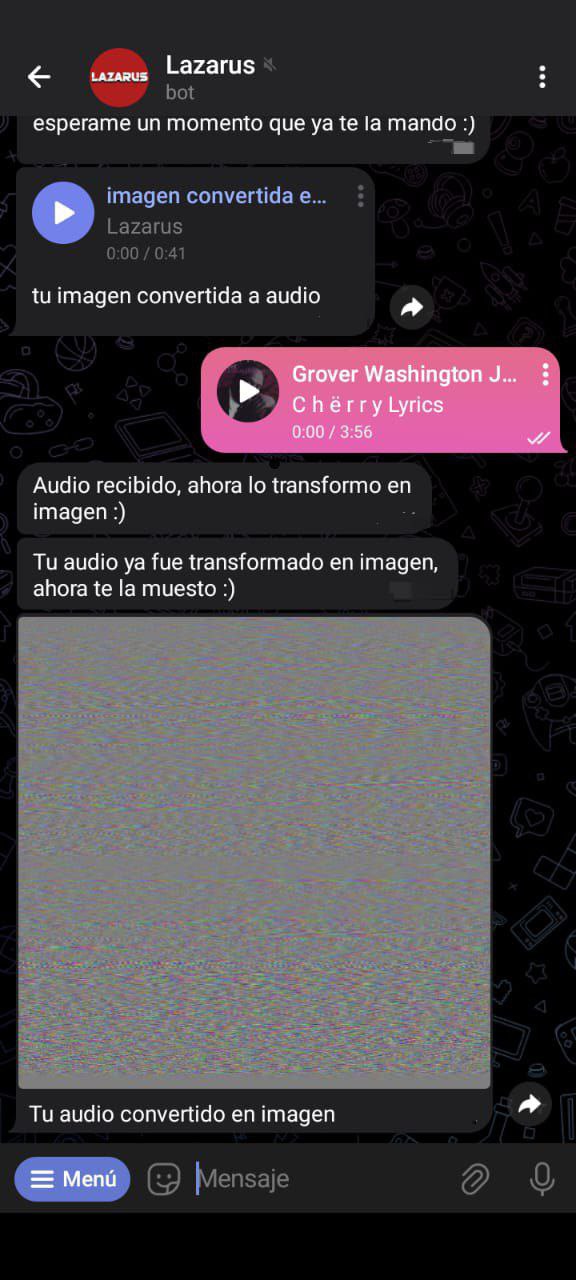 Lazarus
LAZARUS
bot
esperame un momento que ya te la mando :)
imagen convertida e...
Lazarus
0:00 / 0:41
tu imagen convertida a audio
Grover Washington J...
C h ë r r y Lyrics
0:00 / 3:56
Audio recibido, ahora lo transformo en
imagen :)
Tu audio ya fue transformado en imagen,
ahora te la muesto :)
Tu audio convertido en imagen
Menú
Mensaje